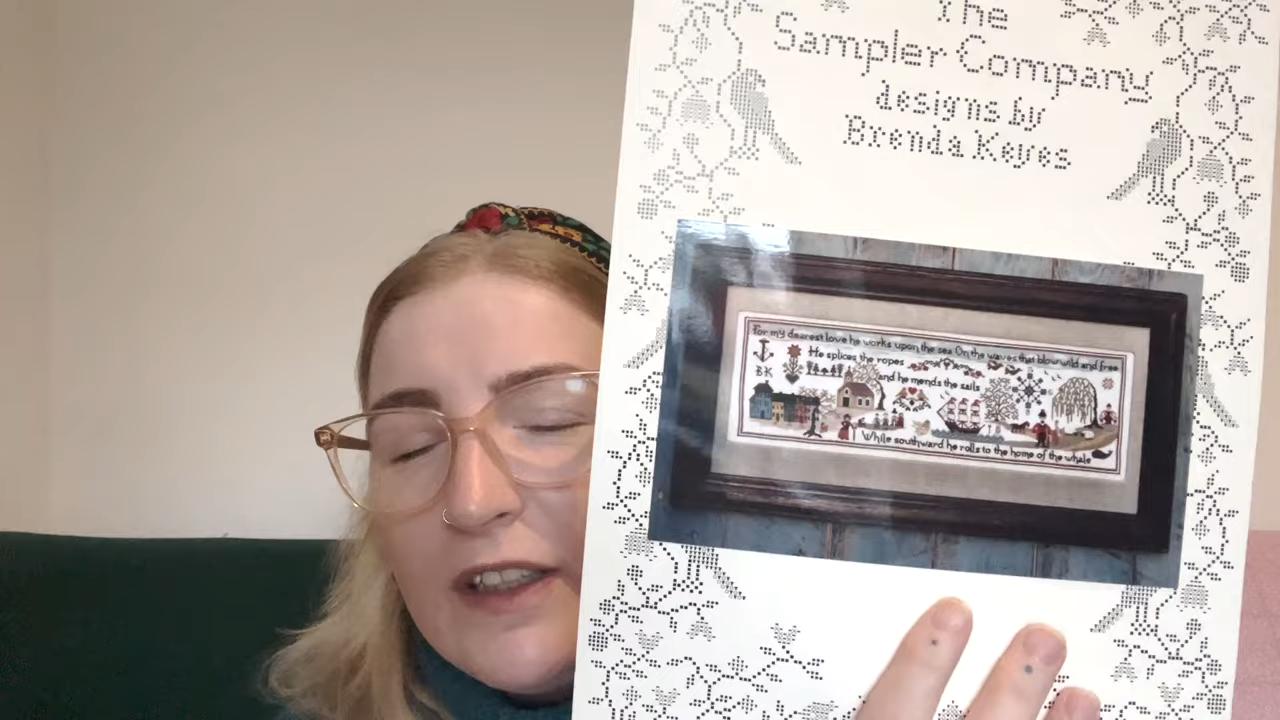 The
Sampler Company
designs by
Brenda Keyes
For my dearest love he works upon the sea On the waves that blow wild and free
He splices the ropes
BK
and he mends the sails
While southward he rolls to the home of the whale